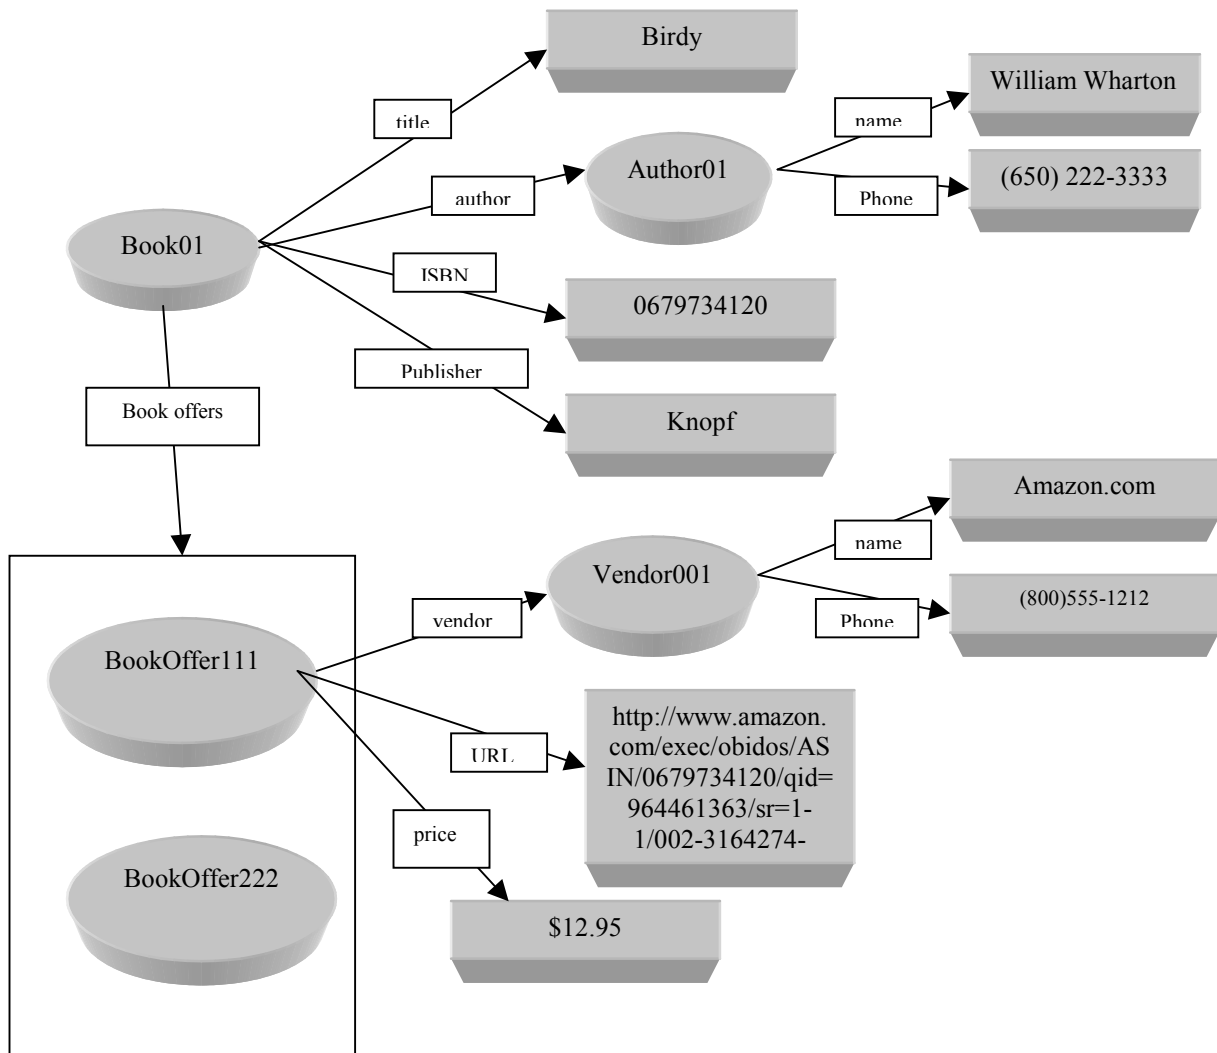 Birdy
title
William Wharton
name
Author01
(650) 222-3333
Phone
author
Book01
ISBN
0679734120
Publisher
Knopf
Book offers
Amazon.com
name
Vendor001
(800)555-1212
Phone
vendor
BookOffer111
http://www.amazon.
com/exec/obidos/AS
IN/0679734120/qid=
964461363/sr=1-
1/002-3164274-
URL
price
BookOffer222
$12.95